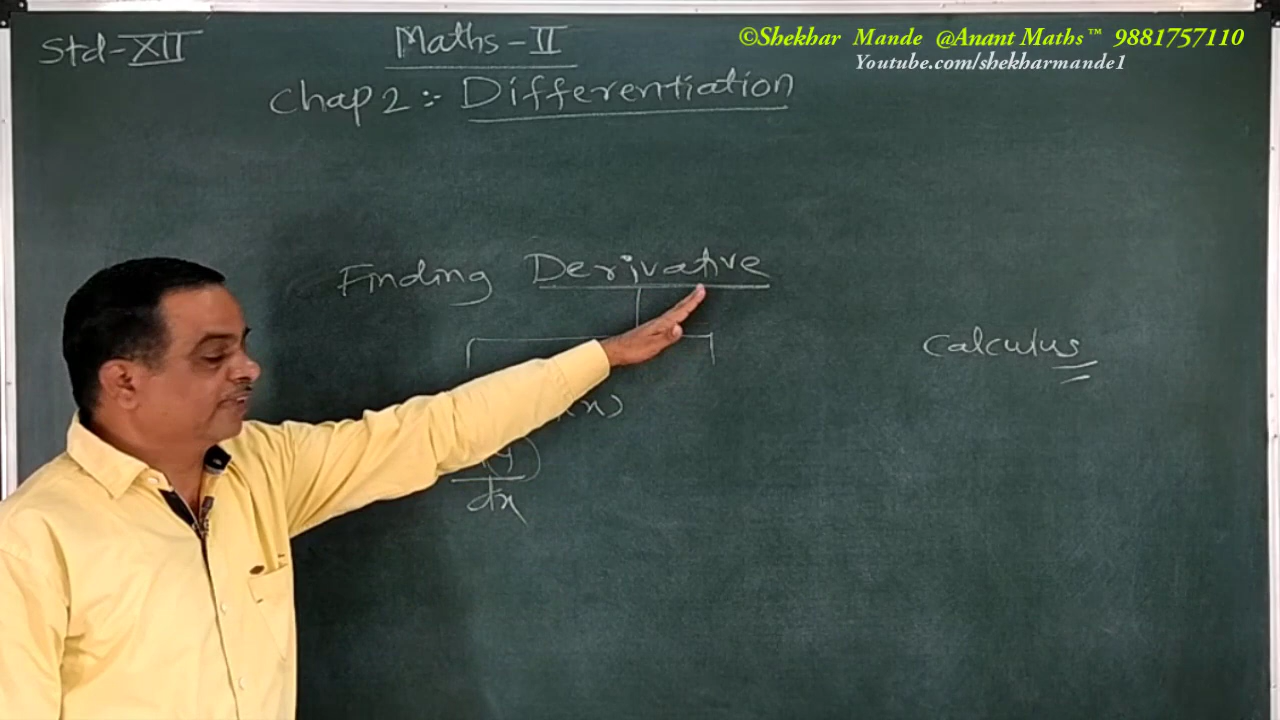 Std-XII
Maths-II
©Shekhar Mande @Anant Maths™ 9881757110
Youtube.com/shekharmande1
Chap 2 :- Differentiation
Finding Derivative
Calculus
(x)
dx